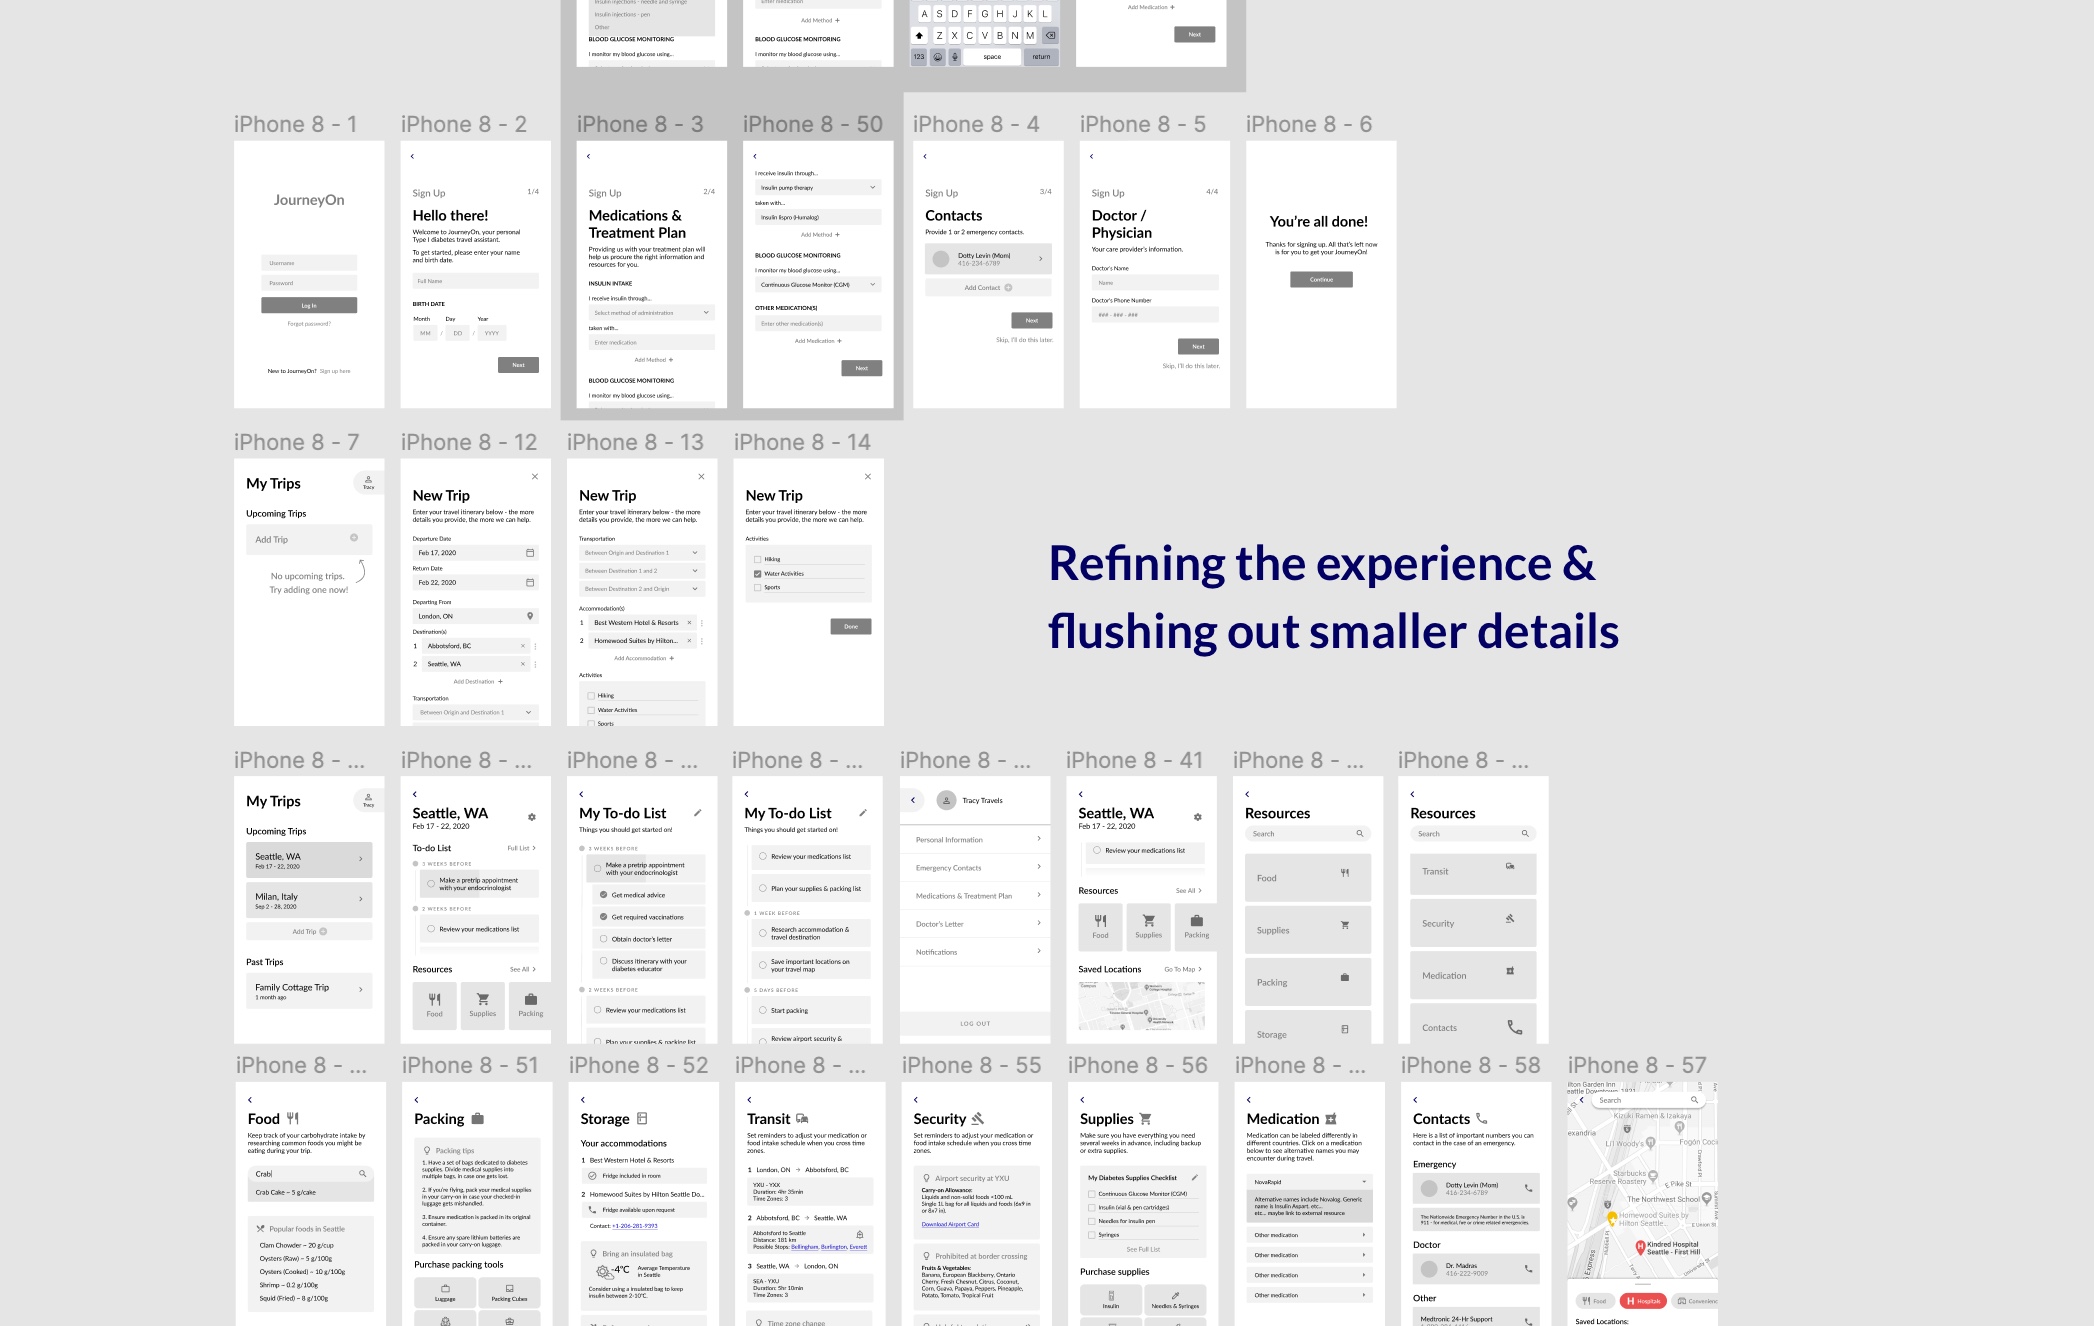 Insulin injections - needle and syringe
Insulin injections - pen
Other
BLOOD GLUCOSE MONITORING
I monitor my blood glucose using...
Enter medication
Add Method +
BLOOD GLUCOSE MONITORING
I monitor my blood glucose using...
A S D F G H J K L
Z X C V B N M
123 space return
Add Medication +
Next
iPhone 8 - 1
JourneyOn
Username
Password
Log In
Forgot password?
New to JourneyOn? Sign up here
iPhone 8 - 2
Sign Up 1/4
Hello there!
Welcome to JourneyOn, your personal
Type I diabetes travel assistant.
To get started, please enter your name
and birth date.
Full Name
BIRTH DATE
Month Day Year
MM / DD / YYYY
Next
iPhone 8 - 3
Sign Up 2/4
Medications &
Treatment Plan
Providing us with your treatment plan will
help us procure the right information and
resources for you.
INSULIN INTAKE
I receive insulin through...
Select method of administration
taken with...
Enter medication
Add Method +
BLOOD GLUCOSE MONITORING
I monitor my blood glucose using...
iPhone 8 - 50
I receive insulin through...
Insulin pump therapy
taken with...
Insulin lispro (Humalog)
Add Method +
BLOOD GLUCOSE MONITORING
I monitor my blood glucose using...
Continuous Glucose Monitor (CGM)
OTHER MEDICATION(S)
Enter other medication(s)
Add Medication +
Next
iPhone 8 - 4
Sign Up 3/4
Contacts
Provide 1 or 2 emergency contacts.
Dotty Levin (Mom)
416-234-6789
Add Contact
Next
Skip, I'll do this later.
iPhone 8 - 5
Sign Up 4/4
Doctor /
Physician
Your care provider's information.
Doctor's Name
Name
Doctor's Phone Number
### - ### - ###
Next
Skip, I'll do this later.
iPhone 8 - 6
You're all done!
Thanks for signing up. All that's left now
is for you to get your JourneyOn!
Continue
iPhone 8 - 7
My Trips
Tracy
Upcoming Trips
Add Trip
No upcoming trips.
Try adding one now!
iPhone 8 - 12
New Trip
Enter your travel itinerary below - the more
details you provide, the more we can help.
Departure Date
Feb 17, 2020
Return Date
Feb 22, 2020
Departing From
London, ON
Destination(s)
1 Abbotsford, BC ×
2 Seattle, WA ×
Add Destination +
Transportation
Between Origin and Destination 1
iPhone 8 - 13
New Trip
Enter your travel itinerary below - the more
details you provide, the more we can help.
Transportation
Between Origin and Destination 1
Between Destination 1 and 2
Between Destination 2 and Origin
Accommodation(s)
1 Best Western Hotel & Resorts ×
2 Homewood Suites by Hilton... ×
Add Accommodation +
Activities
Hiking
Water Activities
Sports
iPhone 8 - 14
New Trip
Enter your travel itinerary below - the more
details you provide, the more we can help.
Activities
Hiking
Water Activities
Sports
Done
Refining the experience &
flushing out smaller details
iPhone 8 - ...
My Trips
Tracy
Upcoming Trips
Seattle, WA
Feb 17 - 22, 2020
Milan, Italy
Sep 2 - 28, 2020
Add Trip
Past Trips
Family Cottage Trip
1 month ago
iPhone 8 - ...
Seattle, WA
Feb 17 - 22, 2020
To-do List Full List
3 WEEKS BEFORE
Make a pretrip appointment
with your endocrinologist
2 WEEKS BEFORE
Review your medications list
Resources See All
Food Supplies Packing
iPhone 8 - ...
My To-do List
Things you should get started on!
3 WEEKS BEFORE
Make a pretrip appointment
with your endocrinologist
Get medical advice
Get required vaccinations
Obtain doctor's letter
Discuss itinerary with your
diabetes educator
2 WEEKS BEFORE
Review your medications list
Plan your supplies & packing list
iPhone 8 - ...
My To-do List
Things you should get started on!
Review your medications list
Plan your supplies & packing list
1 WEEK BEFORE
Research accommodation &
travel destination
Save important locations on
your travel map
5 DAYS BEFORE
Start packing
Review airport security &
iPhone 8 - ...
Tracy Travels
Personal Information
Emergency Contacts
Medications & Treatment Plan
Doctor's Letter
Notifications
LOG OUT
iPhone 8 - 41
Seattle, WA
Feb 17 - 22, 2020
Review your medications list
Resources See All
Food Supplies Packing
Saved Locations Go To Map
iPhone 8 - ...
Resources
Search
Food
Supplies
Packing
Storage
iPhone 8 - ...
Resources
Search
Transit
Security
Medication
Contacts
iPhone 8 - ...
Food
Keep track of your carbohydrate intake by
researching common foods you might be
eating during your trip.
Crab
Crab Cake ~ 5 g/cake
Popular foods in Seattle
Clam Chowder ~ 20 g/cup
Oysters (Raw) ~ 5 g/100g
Oysters (Cooked) ~ 10 g/100g
Shrimp ~ 0.2 g/100g
Squid (Fried) ~ 8 g/100g
iPhone 8 - 51
Packing
Packing tips
1. Have a set of bags dedicated to diabetes
supplies. Divide medical supplies into
multiple bags, in case one gets lost.
2. If you're flying, pack your medical supplies
in your carry-on in case your checked-in
luggage gets mishandled.
3. Ensure medication is packed in its original
container.
4. Ensure any spare lithium batteries are
packed in your carry-on luggage.
Purchase packing tools
Luggage Packing Cubes
iPhone 8 - 52
Storage
Your accommodations
1 Best Western Hotel & Resorts
Fridge included in room
2 Homewood Suites by Hilton Seattle Do...
Fridge available upon request
Contact: +1-206-281-9393
Bring an insulated bag
-4°C Average Temperature
in Seattle
Consider using a insulated bag to keep
insulin between 2-10°C.
iPhone 8 - ...
Transit
Set reminders to adjust your medication or
food intake schedule when you cross time
zones.
1 London, ON → Abbotsford, BC
YXU - YXX
Duration: 4hr 35min
Time Zones: 3
2 Abbotsford, BC → Seattle, WA
Abbotsford to Seattle
Distance: 181 km
Possible Stops: Bellingham, Burlington, Everett
3 Seattle, WA → London, ON
SEA - YXU
Duration: 5hr 10min
Time Zones: 3
Time zone change
iPhone 8 - 55
Security
Set reminders to adjust your medication or
food intake schedule when you cross time
zones.
Airport security at YXU
Carry-on Allowance:
Liquids and non-solid foods <100 mL
Single 1L bag for all liquids and foods (6x9 in
or 8x7 in).
Download Airport Card
Prohibited at border crossing
Fruits & Vegetables:
Banana, European Blackberry, Ontario
Cherry, Fresh Chestnut, Citrus, Coconut,
Corn, Guava, Papaya, Peppers, Pineapple,
Potato, Tomato, Tropical Fruit
iPhone 8 - 56
Supplies
Make sure you have everything you need
several weeks in advance, including backup
or extra supplies.
My Diabetes Supplies Checklist
Continuous Glucose Monitor (CGM)
Insulin (vial & pen cartridges)
Needles for insulin pen
Syringes
See Full List
Purchase supplies
Insulin Needles & Syringes
iPhone 8 - ...
Medication
Medication can be labeled differently in
different countries. Click on a medication
below to see alternative names you may
encounter during travel.
NovaRapid
Alternative names include Novalog. Generic
name is Insulin Aspart. etc...
etc... maybe link to external resource
Other medication
Other medication
Other medication
Other medication
iPhone 8 - 58
Contacts
Here is a list of important numbers you can
contact in the case of an emergency.
Emergency
Dotty Levin (Mom)
416-234-6789
The Nationwide Emergency Number in the U.S. is
911 - for medical, fire or crime related emergencies.
Doctor
Dr. Madras
416-222-9009
Other
Medtronic 24-Hr Support
iPhone 8 - 57
ilton Garden Inn
Search
Kizuki Ramen & Izakaya
exandria
Li'l Woody's
Fogón Coci
Starbucks
Reserve Roastery
E Pike St
The Northwest School
Homewood Suites by
Hilton Seattle...
E Union St
Kindred Hospital
Seattle - First Hill
Food Hospitals Convenienc
Saved Locations: